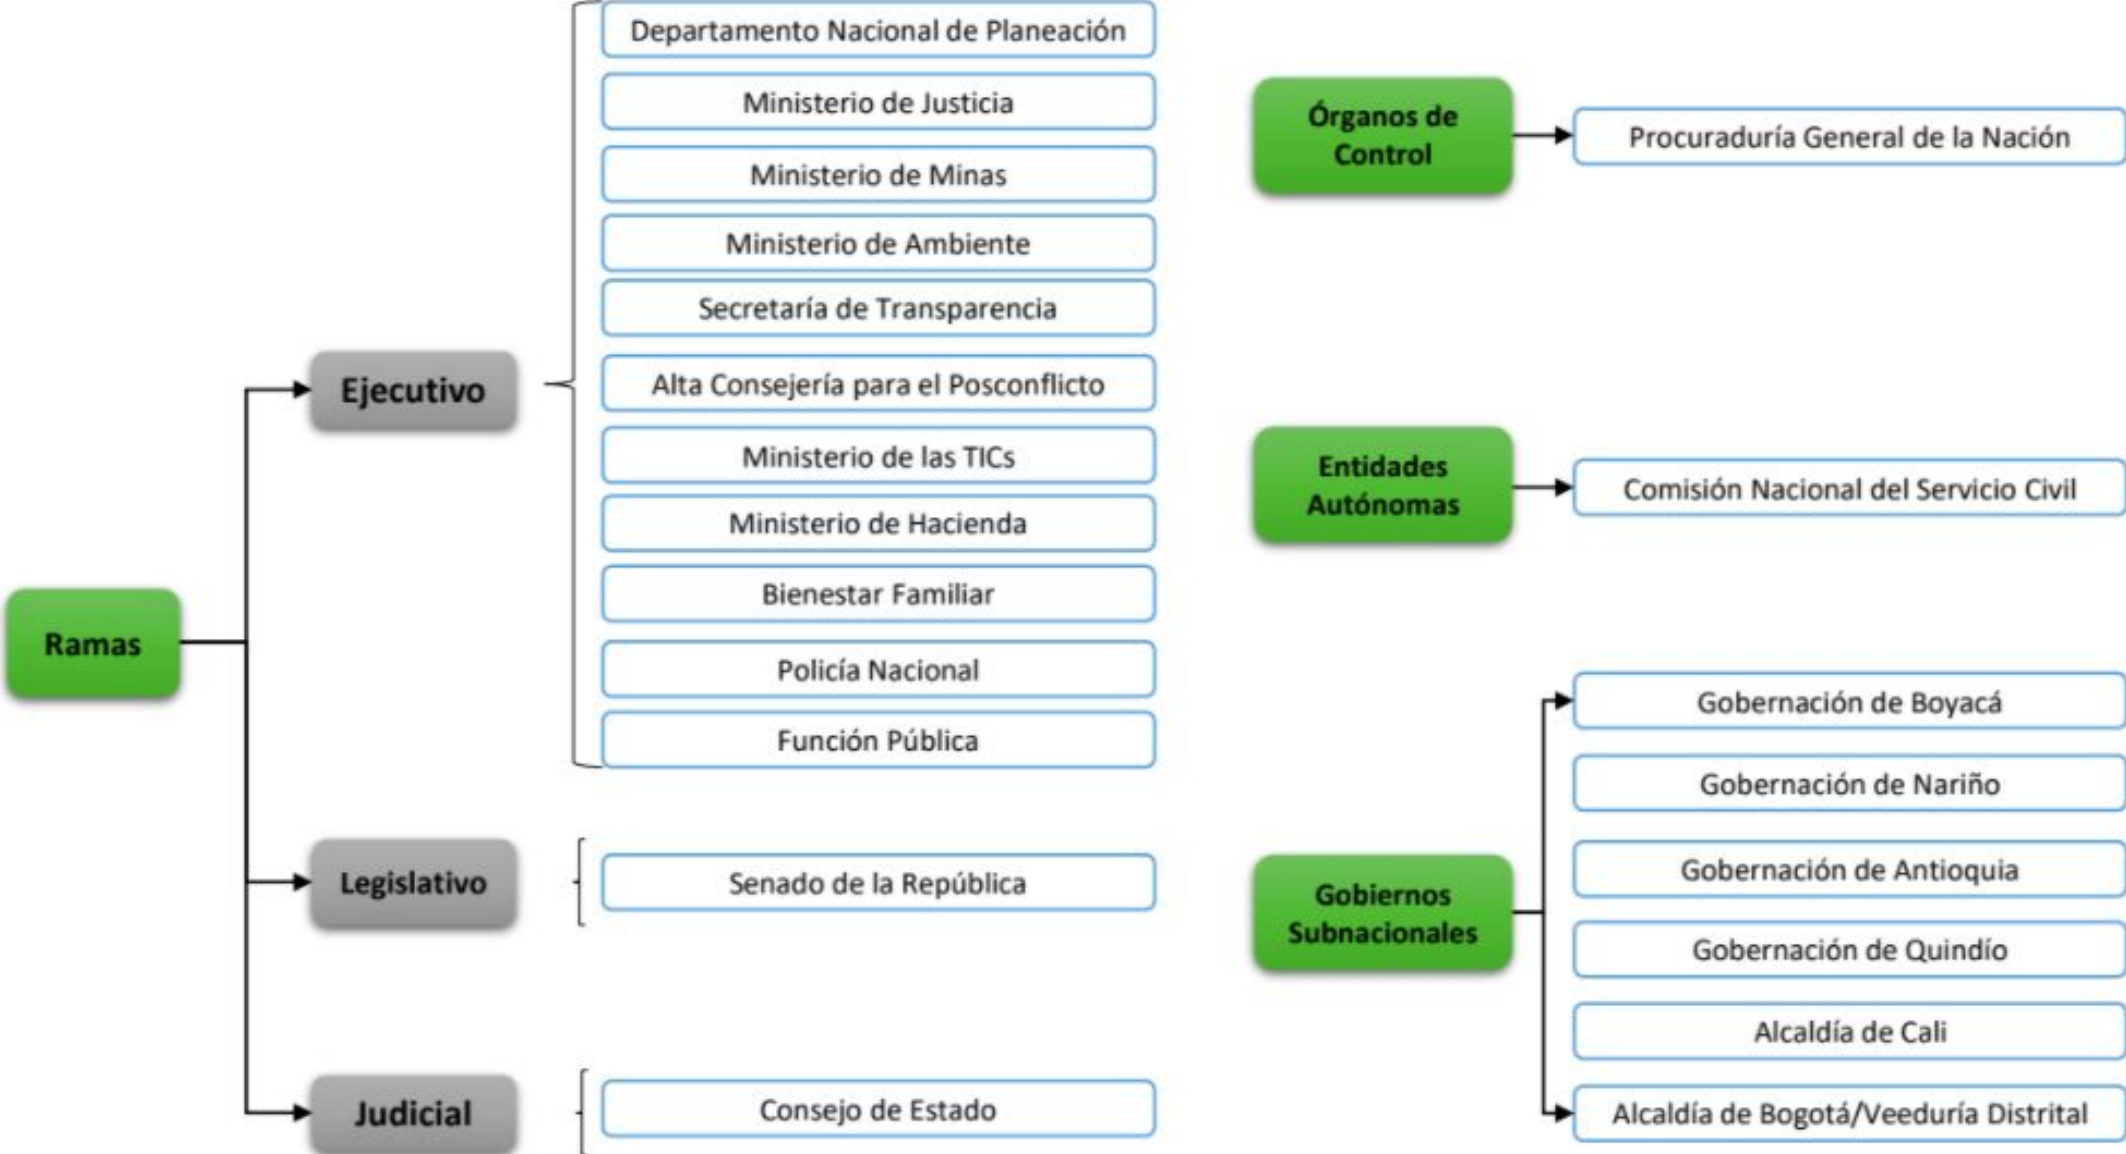 Ramas
Ejecutivo
Departamento Nacional de Planeación
Ministerio de Justicia
Ministerio de Minas
Ministerio de Ambiente
Secretaría de Transparencia
Alta Consejería para el Posconflicto
Ministerio de las TICs
Ministerio de Hacienda
Bienestar Familiar
Policía Nacional
Función Pública
Legislativo
Senado de la República
Judicial
Consejo de Estado
Órganos de
Control
Procuraduría General de la Nación
Entidades
Autónomas
Comisión Nacional del Servicio Civil
Gobiernos
Subnacionales
Gobernación de Boyacá
Gobernación de Nariño
Gobernación de Antioquia
Gobernación de Quindío
Alcaldía de Cali
Alcaldía de Bogotá/Veeduría Distrital